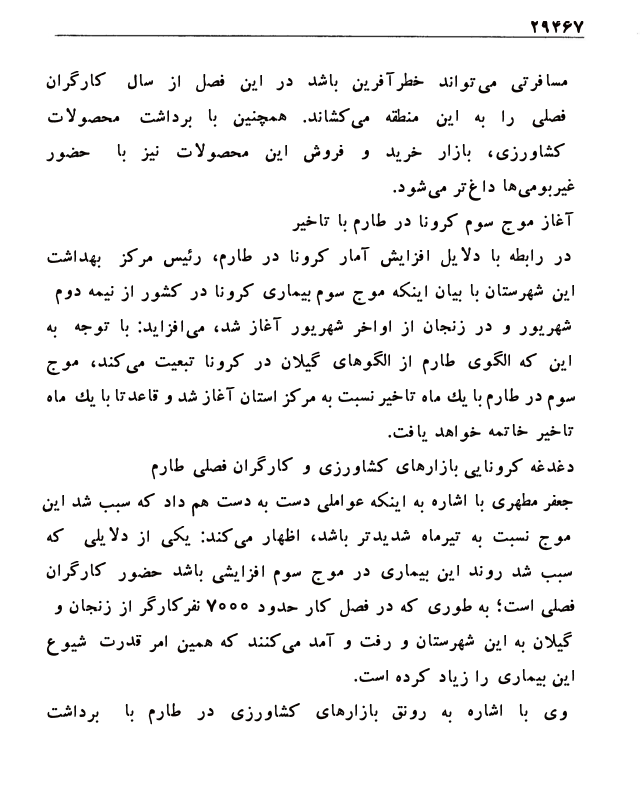 ۲۹۴۶۷
مسافرتی می‌تواند خطرآفرین باشد در این فصل از سال کارگران
فصلی را به این منطقه می‌کشاند. همچنین با برداشت محصولات
کشاورزی، بازار خرید و فروش این محصولات نیز با حضور
غیربومی‌ها داغ‌تر می‌شود.
آغاز موج سوم کرونا در طارم با تاخیر
در رابطه با دلایل افزایش آمار کرونا در طارم، رئیس مرکز بهداشت
این شهرستان با بیان اینکه موج سوم بیماری کرونا در کشور از نیمه دوم
شهریور و در زنجان از اواخر شهریور آغاز شد، می‌افزاید: با توجه به
این که الگوی طارم از الگوهای گیلان در کرونا تبعیت می‌کند، موج
سوم در طارم با یك ماه تاخیر نسبت به مرکز استان آغاز شد و قاعدتا با یك ماه
تاخیر خاتمه خواهد یافت.
دغدغه کرونایی بازارهای کشاورزی و کارگران فصلی طارم
جعفر مطهری با اشاره به اینکه عواملی دست به دست هم داد که سبب شد این
موج نسبت به تیرماه شدیدتر باشد، اظهار می‌کند: یکی از دلایلی که
سبب شد روند این بیماری در موج سوم افزایشی باشد حضور کارگران
فصلی است؛ به طوری که در فصل کار حدود ۷۰۰۰ نفرکارگر از زنجان و
گیلان به این شهرستان و رفت و آمد می‌کنند که همین امر قدرت شیوع
این بیماری را زیاد کرده است.
وی با اشاره به رونق بازارهای کشاورزی در طارم با برداشت